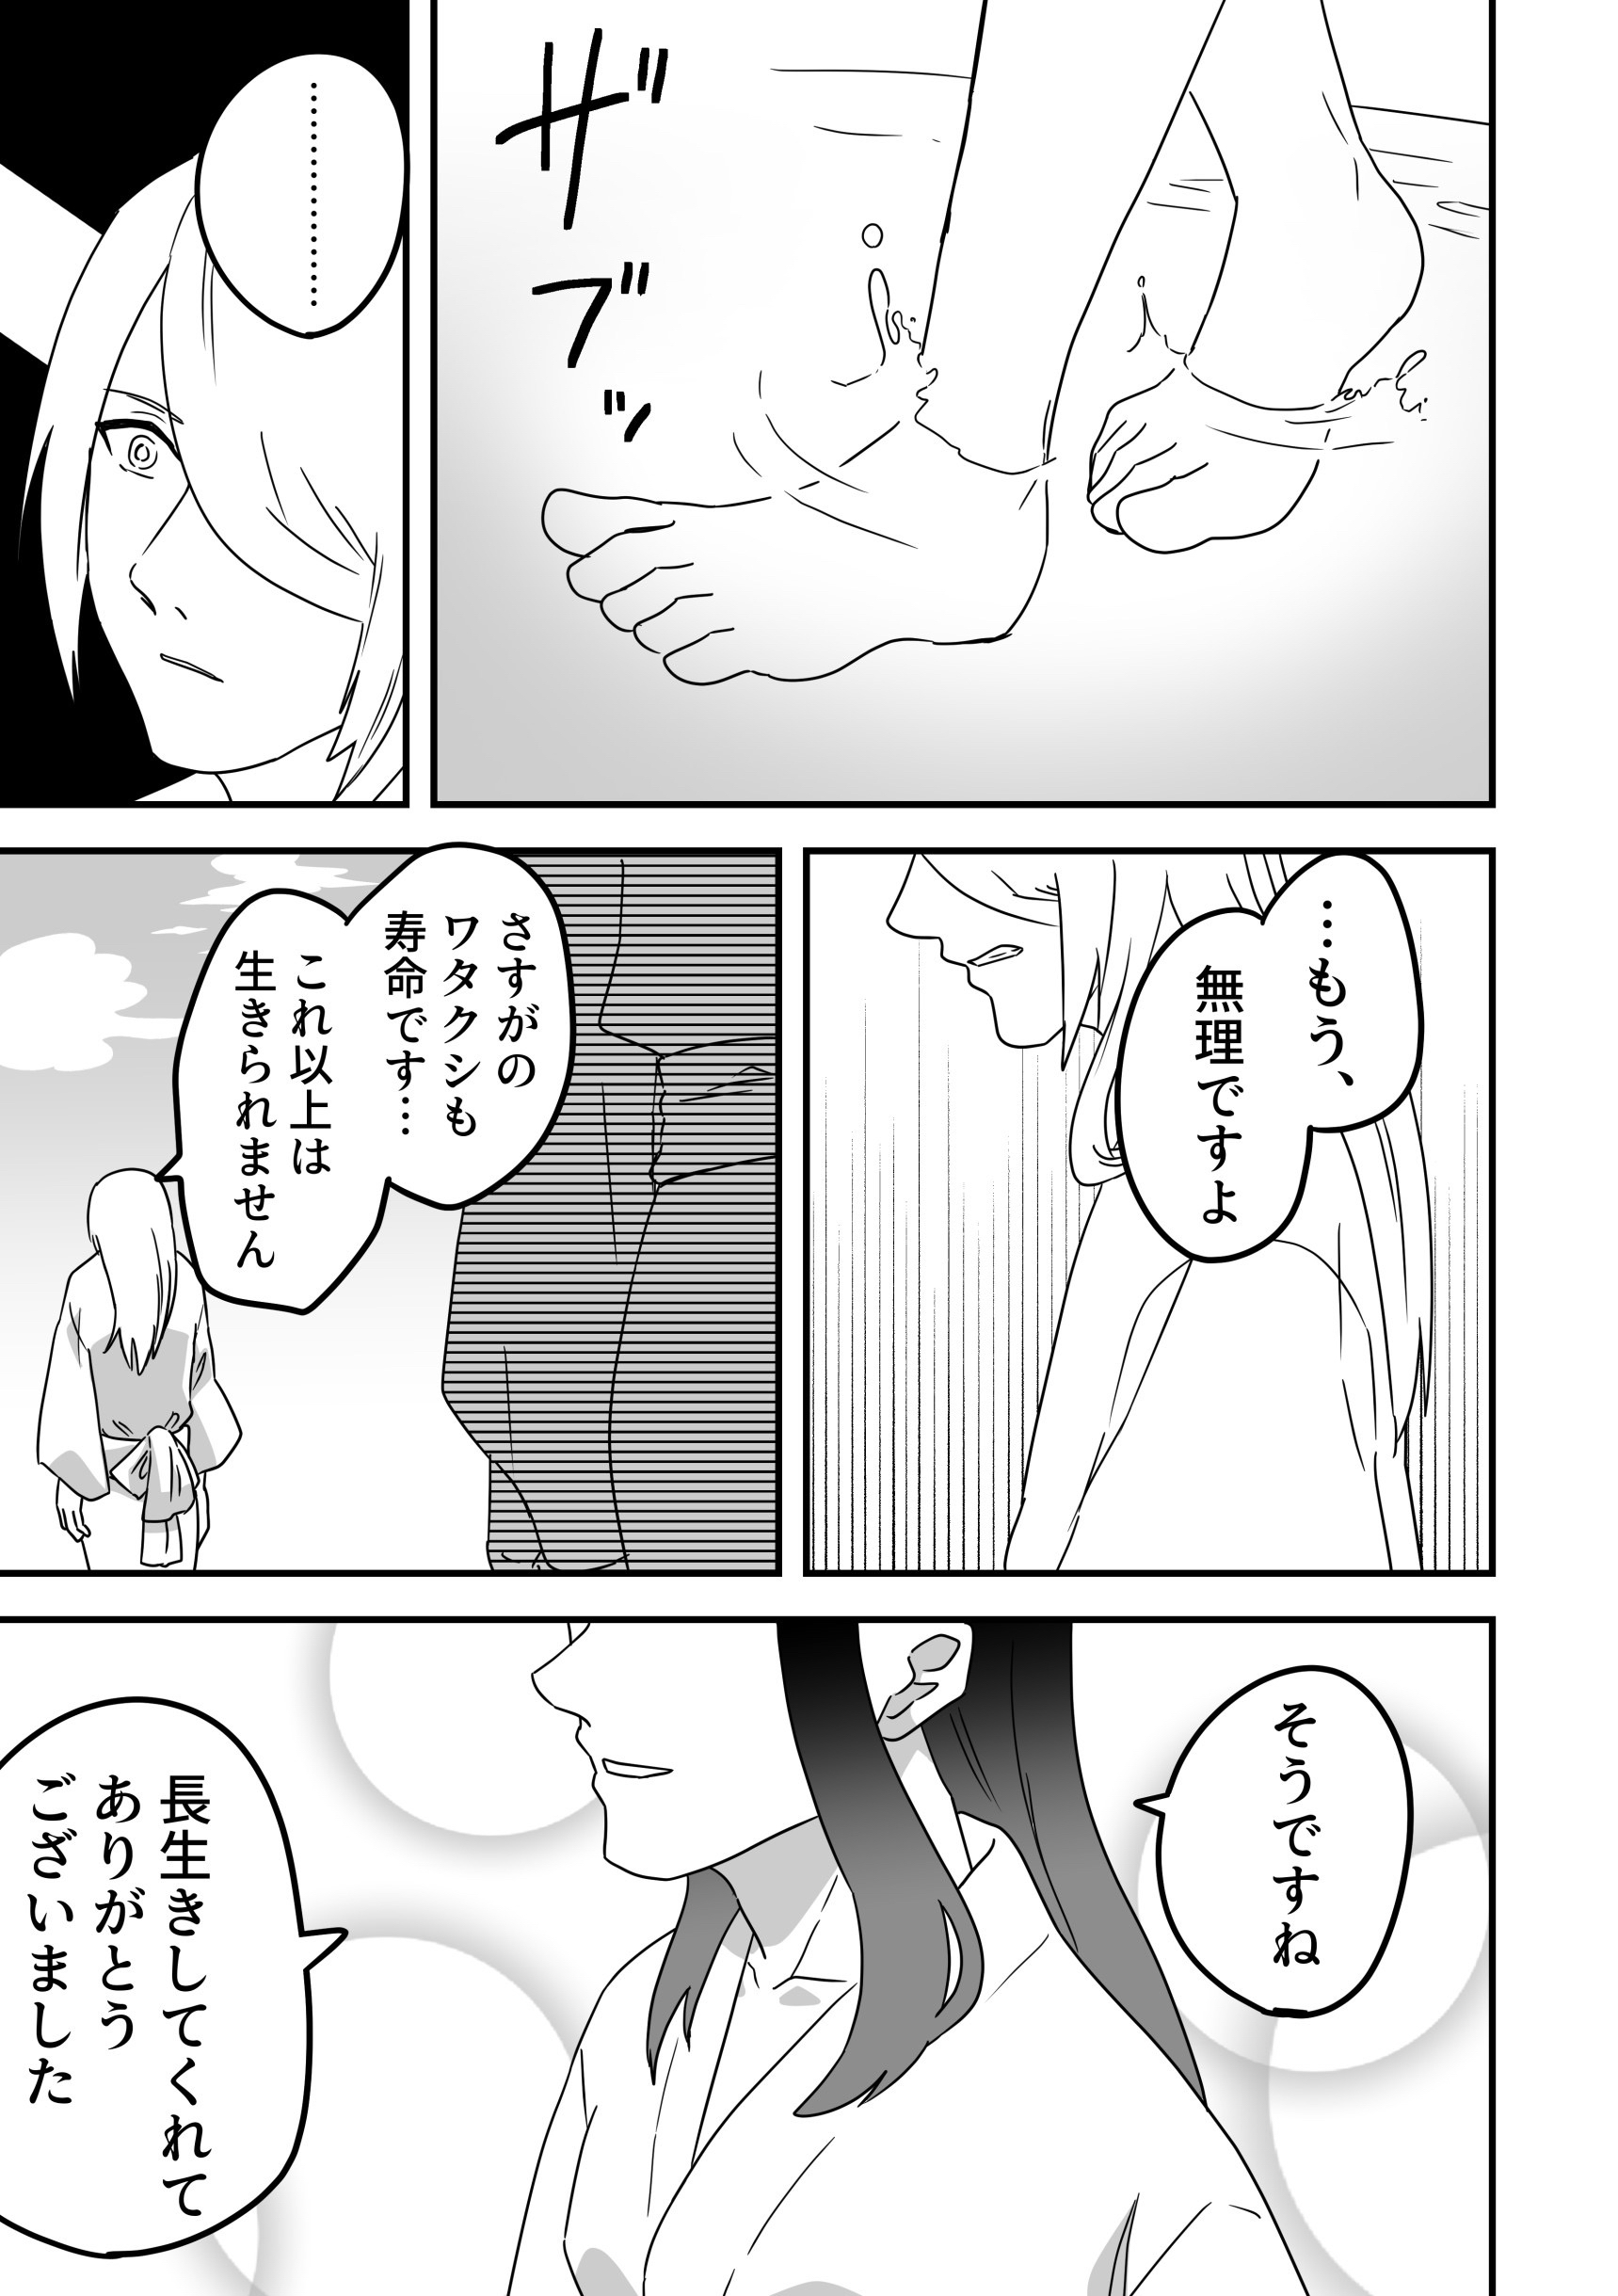 ザブッ
………………
…もう、
無理ですよ
さすがの
ワタクシも
寿命です…
これ以上は
生きられません
そうですね
長生きしてくれて
ありがとう
ございました